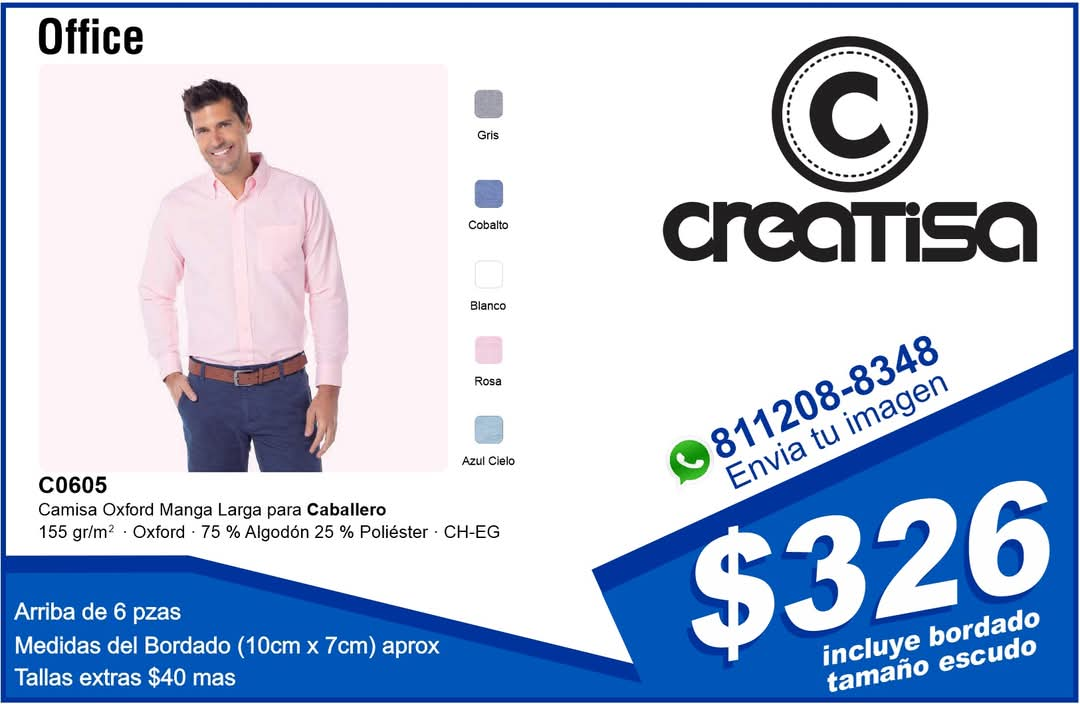 Office
Gris
Cobalto
Blanco
Rosa
Azul Cielo
C0605
Camisa Oxford Manga Larga para Caballero
155 gr/m² · Oxford · 75 % Algodón 25 % Poliéster · CH-EG
C
creatisa
811208-8348
Envia tu imagen
$326
incluye bordado
tamaño escudo
Arriba de 6 pzas
Medidas del Bordado (10cm x 7cm) aprox
Tallas extras $40 mas